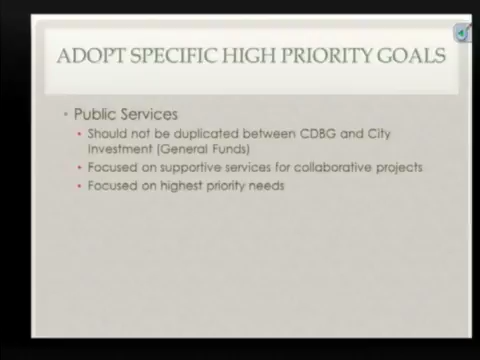 ADOPT SPECIFIC HIGH PRIORITY GOALS
Public Services
Should not be duplicated between CDBG and City
Investment (General Funds)
Focused on supportive services for collaborative projects
Focused on highest priority needs